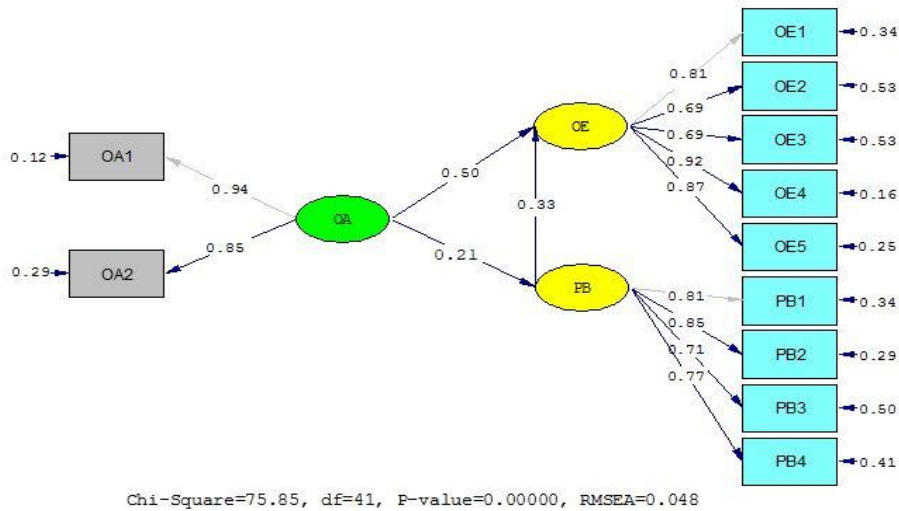 OE1
0.34
0.81
OE2
0.53
0.69
OE
OE3
0.53
0.69
0.12
OA1
0.92
0.50
OE4
0.16
0.94
0.87
0.33
OA
OE5
0.25
0.85
0.21
0.29
OA2
PB
0.81
PB1
0.34
0.85
0.71
PB2
0.29
0.77
PB3
0.50
PB4
0.41
Chi-Square=75.85, df=41, P-value=0.00000, RMSEA=0.048